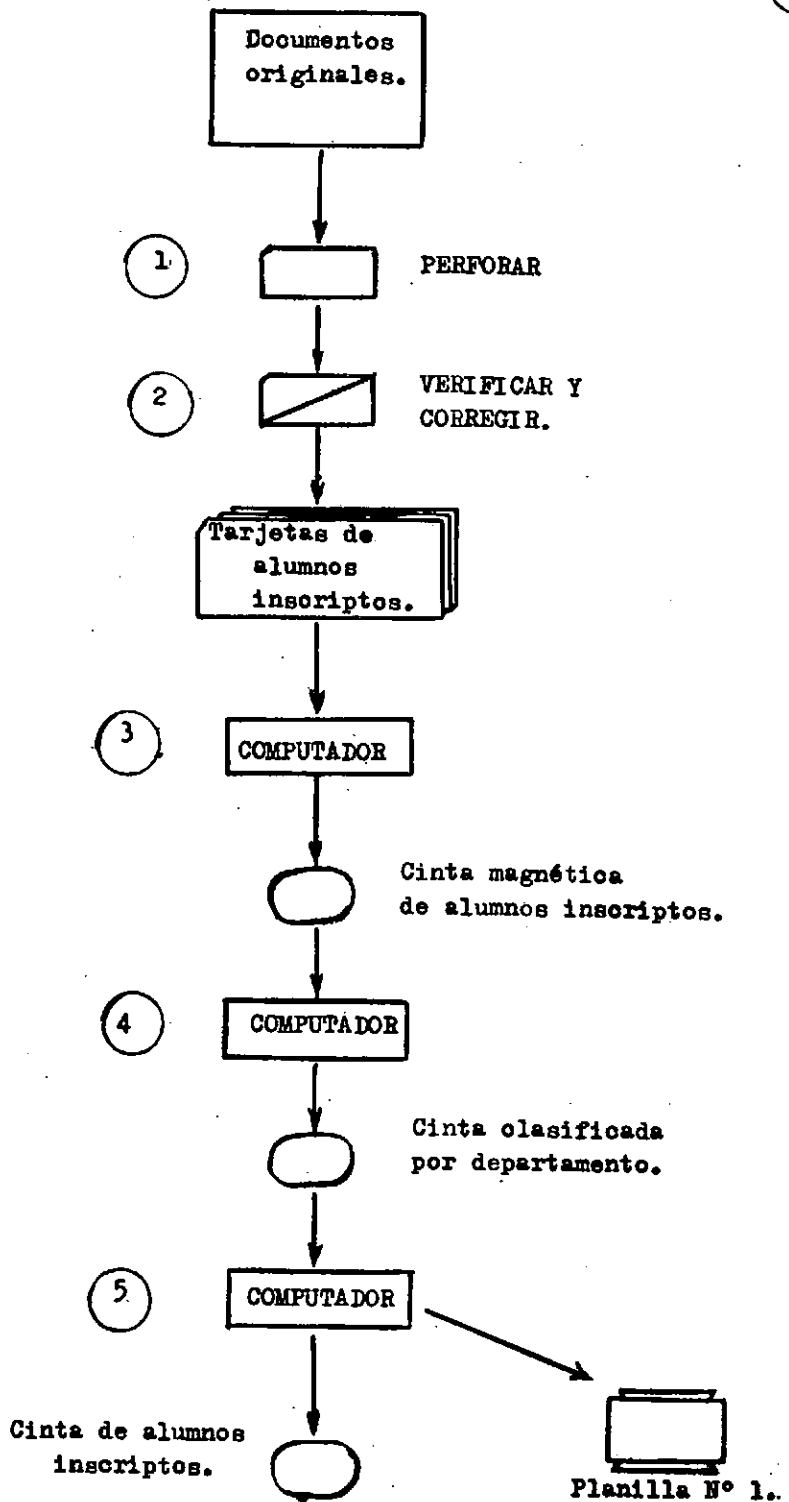 Documentos
originales.
1
PERFORAR
2
VERIFICAR Y
CORREGIR.
Tarjetas de
alumnos
inscriptos.
3
COMPUTADOR
Cinta magnética
de alumnos inscriptos.
4
COMPUTADOR
Cinta clasificada
por departamento.
5
COMPUTADOR
Cinta de alumnos
inscriptos.
Planilla Nº 1.